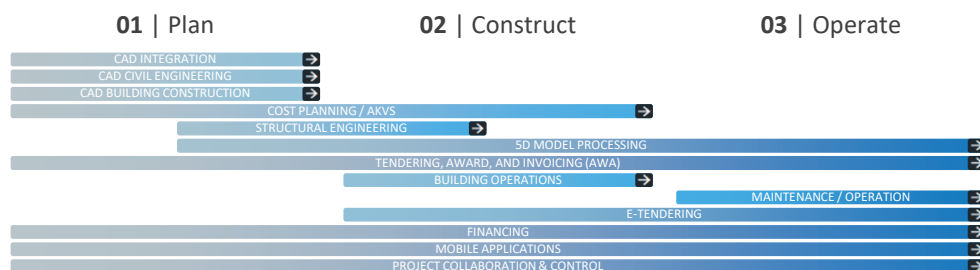 01 | Plan
02 | Construct
03 | Operate
CAD INTEGRATION
CAD CIVIL ENGINEERING
CAD BUILDING CONSTRUCTION
COST PLANNING / AKVS
STRUCTURAL ENGINEERING
5D MODEL PROCESSING
TENDERING, AWARD, AND INVOICING (AWA)
BUILDING OPERATIONS
MAINTENANCE / OPERATION
E-TENDERING
FINANCING
MOBILE APPLICATIONS
PROJECT COLLABORATION & CONTROL